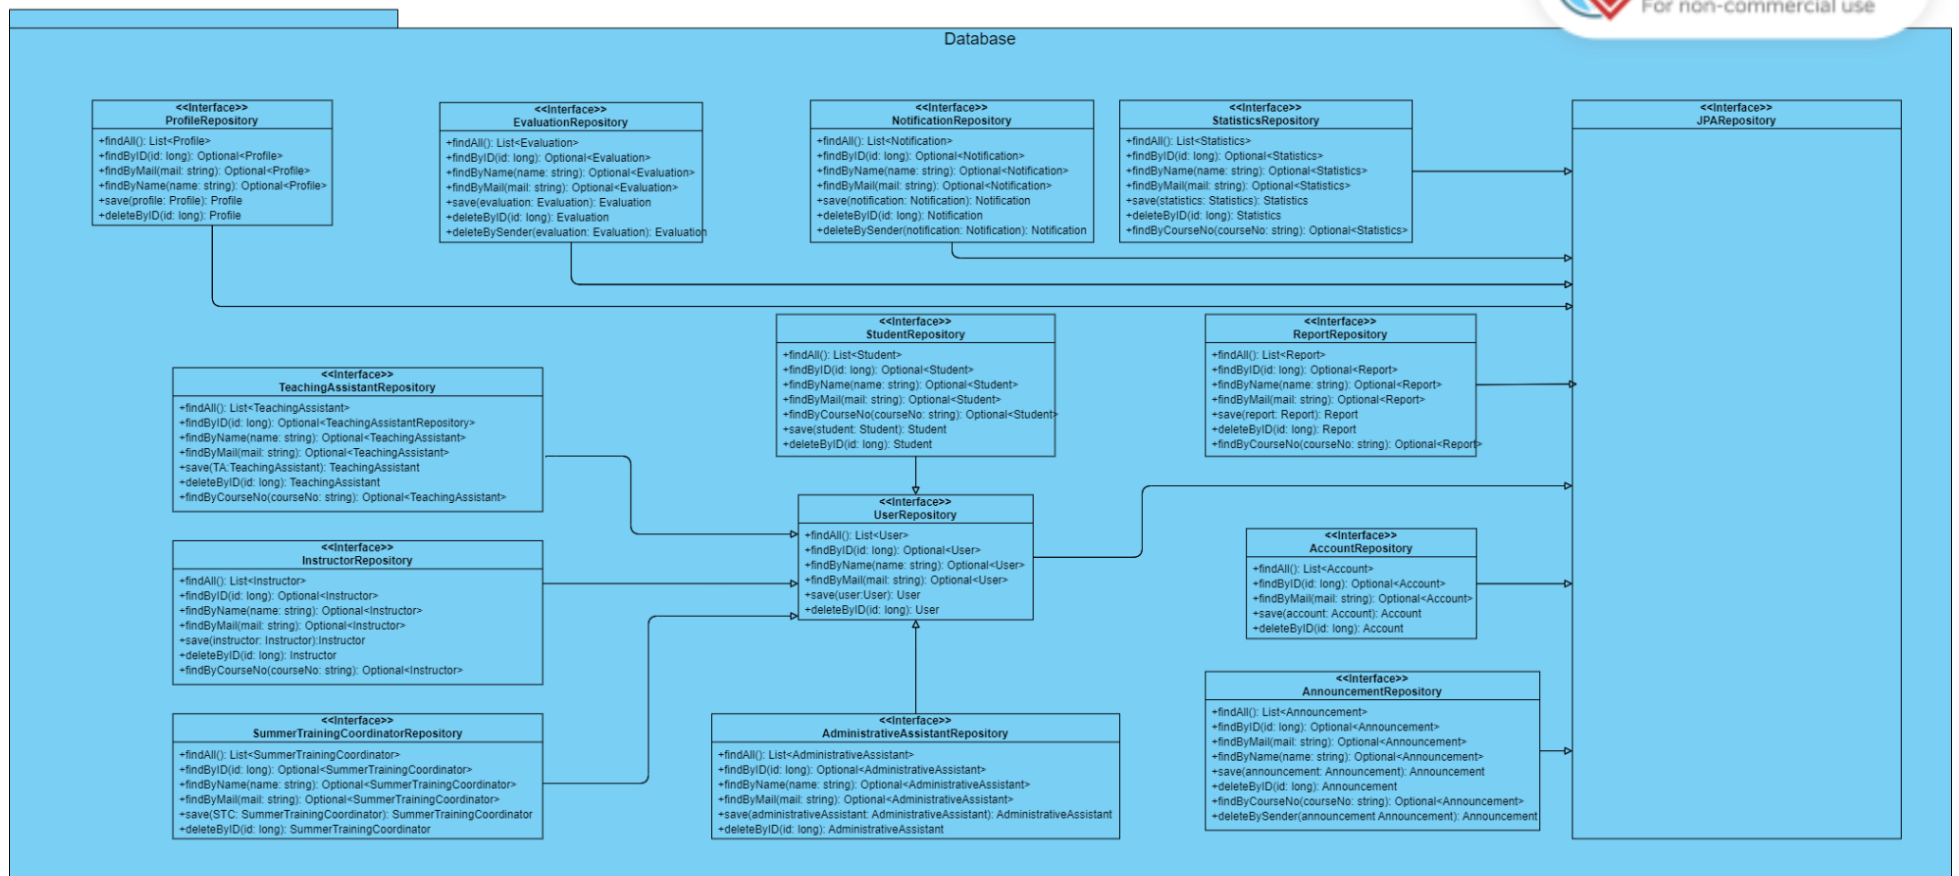 For non-commercial use
Database
<<Interface>>
ProfileRepository
+findAll(): List<Profile>
+findByID(id: long): Optional<Profile>
+findByMail(mail: string): Optional<Profile>
+findByName(name: string): Optional<Profile>
+save(profile: Profile): Profile
+deleteByID(id: long): Profile
<<Interface>>
EvaluationRepository
+findAll(): List<Evaluation>
+findByID(id: long): Optional<Evaluation>
+findByName(name: string): Optional<Evaluation>
+findByMail(mail: string): Optional<Evaluation>
+save(evaluation: Evaluation): Evaluation
+deleteByID(id: long): Evaluation
+deleteBySender(evaluation: Evaluation): Evaluation
<<Interface>>
NotificationRepository
+findAll(): List<Notification>
+findByID(id: long): Optional<Notification>
+findByName(name: string): Optional<Notification>
+findByMail(mail: string): Optional<Notification>
+save(notification: Notification): Notification
+deleteByID(id: long): Notification
+deleteBySender(notification: Notification): Notification
<<Interface>>
StatisticsRepository
+findAll(): List<Statistics>
+findByID(id: long): Optional<Statistics>
+findByName(name: string): Optional<Statistics>
+findByMail(mail: string): Optional<Statistics>
+save(statistics: Statistics): Statistics
+deleteByID(id: long): Statistics
+findByCourseNo(courseNo: string): Optional<Statistics>
<<Interface>>
JPARepository
<<Interface>>
StudentRepository
+findAll(): List<Student>
+findByID(id: long): Optional<Student>
+findByName(name: string): Optional<Student>
+findByMail(mail: string): Optional<Student>
+findByCourseNo(courseNo: string): Optional<Student>
+save(student: Student): Student
+deleteByID(id: long): Student
<<Interface>>
ReportRepository
+findAll(): List<Report>
+findByID(id: long): Optional<Report>
+findByName(name: string): Optional<Report>
+findByMail(mail: string): Optional<Report>
+save(report: Report): Report
+deleteByID(id: long): Report
+findByCourseNo(courseNo: string): Optional<Report>
<<Interface>>
TeachingAssistantRepository
+findAll(): List<TeachingAssistant>
+findByID(id: long): Optional<TeachingAssistantRepository>
+findByName(name: string): Optional<TeachingAssistant>
+findByMail(mail: string): Optional<TeachingAssistant>
+save(TA:TeachingAssistant): TeachingAssistant
+deleteByID(id: long): TeachingAssistant
+findByCourseNo(courseNo: string): Optional<TeachingAssistant>
<<Interface>>
UserRepository
+findAll(): List<User>
+findByID(id: long): Optional<User>
+findByName(name: string): Optional<User>
+findByMail(mail: string): Optional<User>
+save(user:User): User
+deleteByID(id: long): User
<<Interface>>
InstructorRepository
+findAll(): List<Instructor>
+findByID(id: long): Optional<Instructor>
+findByName(name: string): Optional<Instructor>
+findByMail(mail: string): Optional<Instructor>
+save(instructor: Instructor):Instructor
+deleteByID(id: long): Instructor
+findByCourseNo(courseNo: string): Optional<Instructor>
<<Interface>>
AccountRepository
+findAll(): List<Account>
+findByID(id: long): Optional<Account>
+findByMail(mail: string): Optional<Account>
+save(account: Account): Account
+deleteByID(id: long): Account
<<Interface>>
SummerTrainingCoordinatorRepository
+findAll(): List<SummerTrainingCoordinator>
+findByID(id: long): Optional<SummerTrainingCoordinator>
+findByName(name: string): Optional<SummerTrainingCoordinator>
+findByMail(mail: string): Optional<SummerTrainingCoordinator>
+save(STC: SummerTrainingCoordinator): SummerTrainingCoordinator
+deleteByID(id: long): SummerTrainingCoordinator
<<Interface>>
AdministrativeAssistantRepository
+findAll(): List<AdministrativeAssistant>
+findByID(id: long): Optional<AdministrativeAssistant>
+findByName(name: string): Optional<AdministrativeAssistant>
+findByMail(mail: string): Optional<AdministrativeAssistant>
+save(administrativeAssistant: AdministrativeAssistant): AdministrativeAssistant
+deleteByID(id: long): AdministrativeAssistant
<<Interface>>
AnnouncementRepository
+findAll(): List<Announcement>
+findByID(id: long): Optional<Announcement>
+findByMail(mail: string): Optional<Announcement>
+findByName(name: string): Optional<Announcement>
+save(announcement: Announcement): Announcement
+deleteByID(id: long): Announcement
+findByCourseNo(courseNo: string): Optional<Announcement>
+deleteBySender(announcement Announcement): Announcement